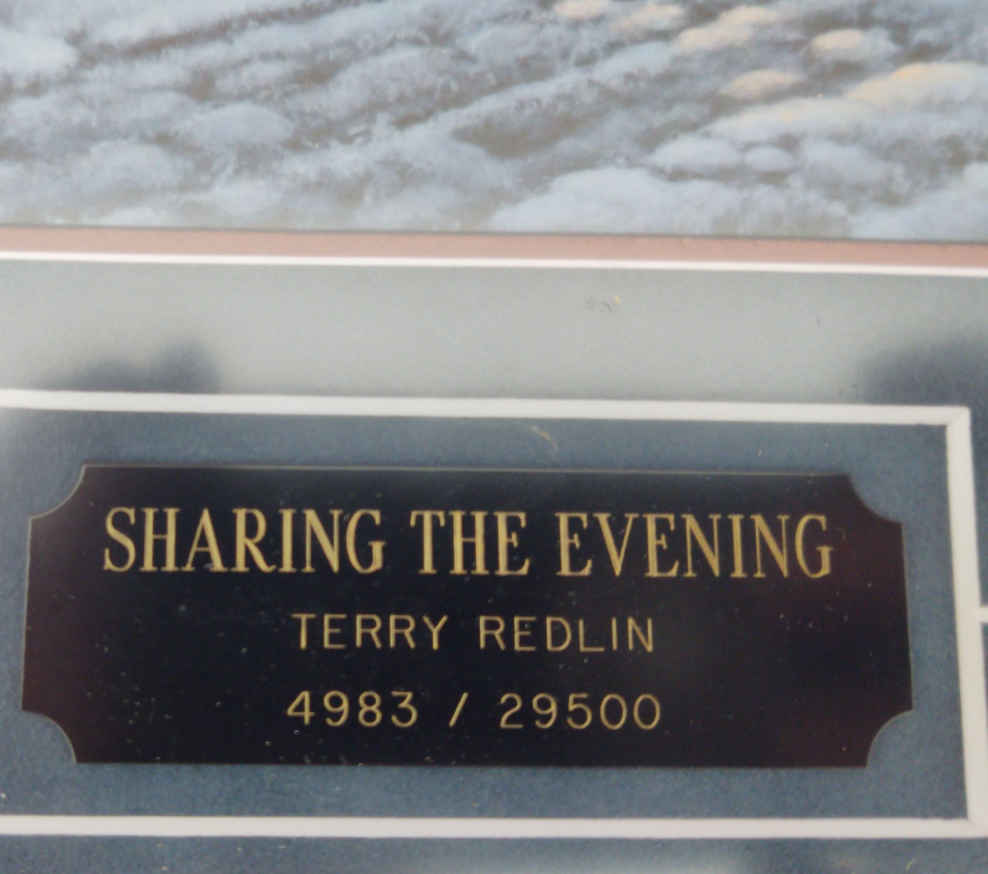 SHARING THE EVENING
TERRY REDLIN
4983 / 29500